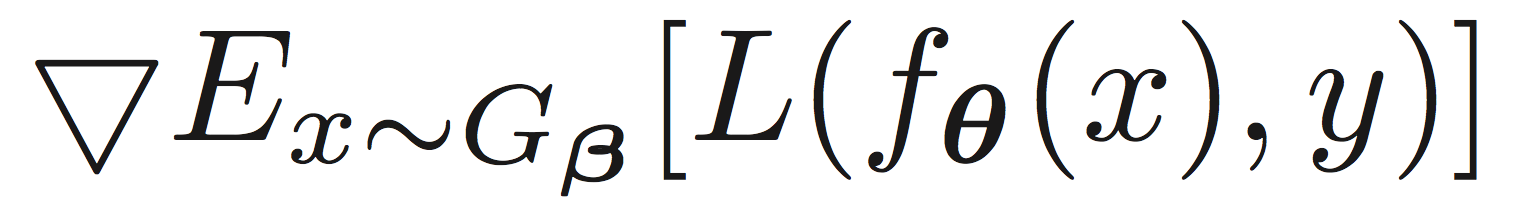 ▽E_{x∼G_𝜷}[L(f_𝜽(x), y)]